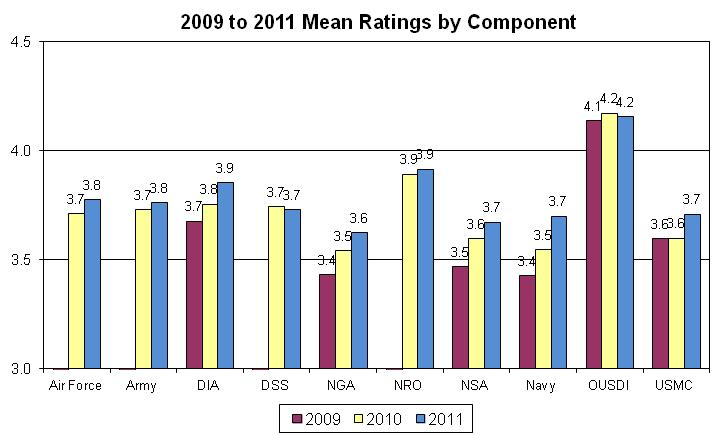 2009 to 2011 Mean Ratings by Component
4.5
4.0
3.5
3.0
3.7 3.8
3.7 3.8
3.7 3.8 3.9
3.7 3.7
3.4 3.5 3.6
3.9 3.9
3.5 3.6 3.7
3.4 3.5 3.7
4.1 4.2 4.2
3.6 3.6 3.7
Air Force Army DIA DSS NGA NRO NSA Navy OUSDI USMC
2009 2010 2011